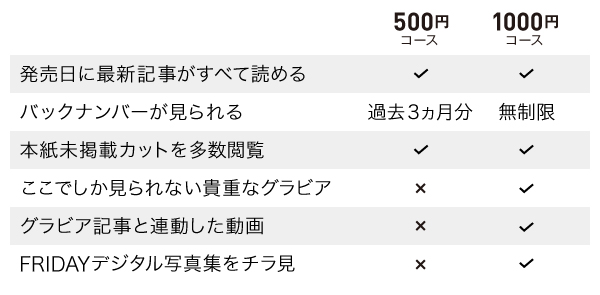 500円 1000円
コース コース
発売日に最新記事がすべて読める ✓ ✓
バックナンバーが見られる 過去3ヵ月分 無制限
本紙未掲載カットを多数閲覧 ✓ ✓
ここでしか見られない貴重なグラビア × ✓
グラビア記事と連動した動画 × ✓
FRIDAYデジタル写真集をチラ見 × ✓